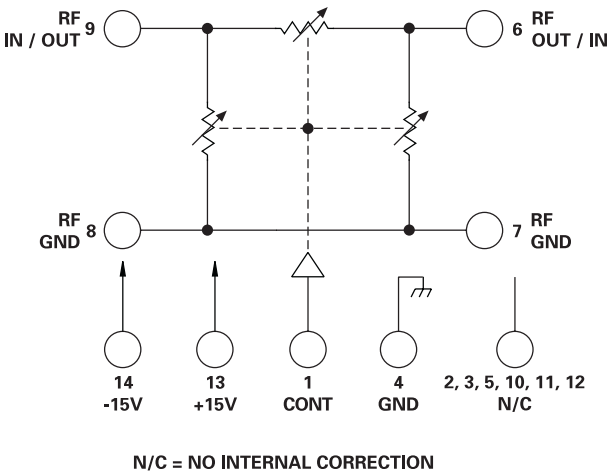 RF
IN / OUT 9
6 RF
OUT / IN
RF
GND 8
7 RF
GND
14
-15V
13
+15V
1
CONT
4
GND
2, 3, 5, 10, 11, 12
N/C
N/C = NO INTERNAL CORRECTION